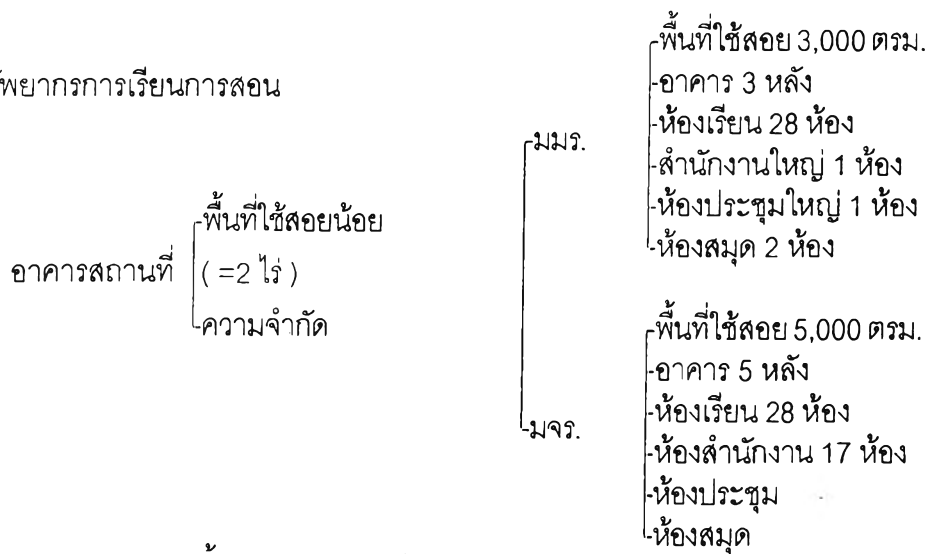 พยากรการเรียนการสอน
อาคารสถานที่
-พื้นที่ใช้สอยน้อย
( =2 ไร่ )
-ความจำกัด
-มมร.
-พื้นที่ใช้สอย 3,000 ตรม.
-อาคาร 3 หลัง
-ห้องเรียน 28 ห้อง
-สำนักงานใหญ่ 1 ห้อง
-ห้องประชุมใหญ่ 1 ห้อง
-ห้องสมุด 2 ห้อง
-มจร.
-พื้นที่ใช้สอย 5,000 ตรม.
-อาคาร 5 หลัง
-ห้องเรียน 28 ห้อง
-ห้องสำนักงาน 17 ห้อง
-ห้องประชุม
-ห้องสมุด